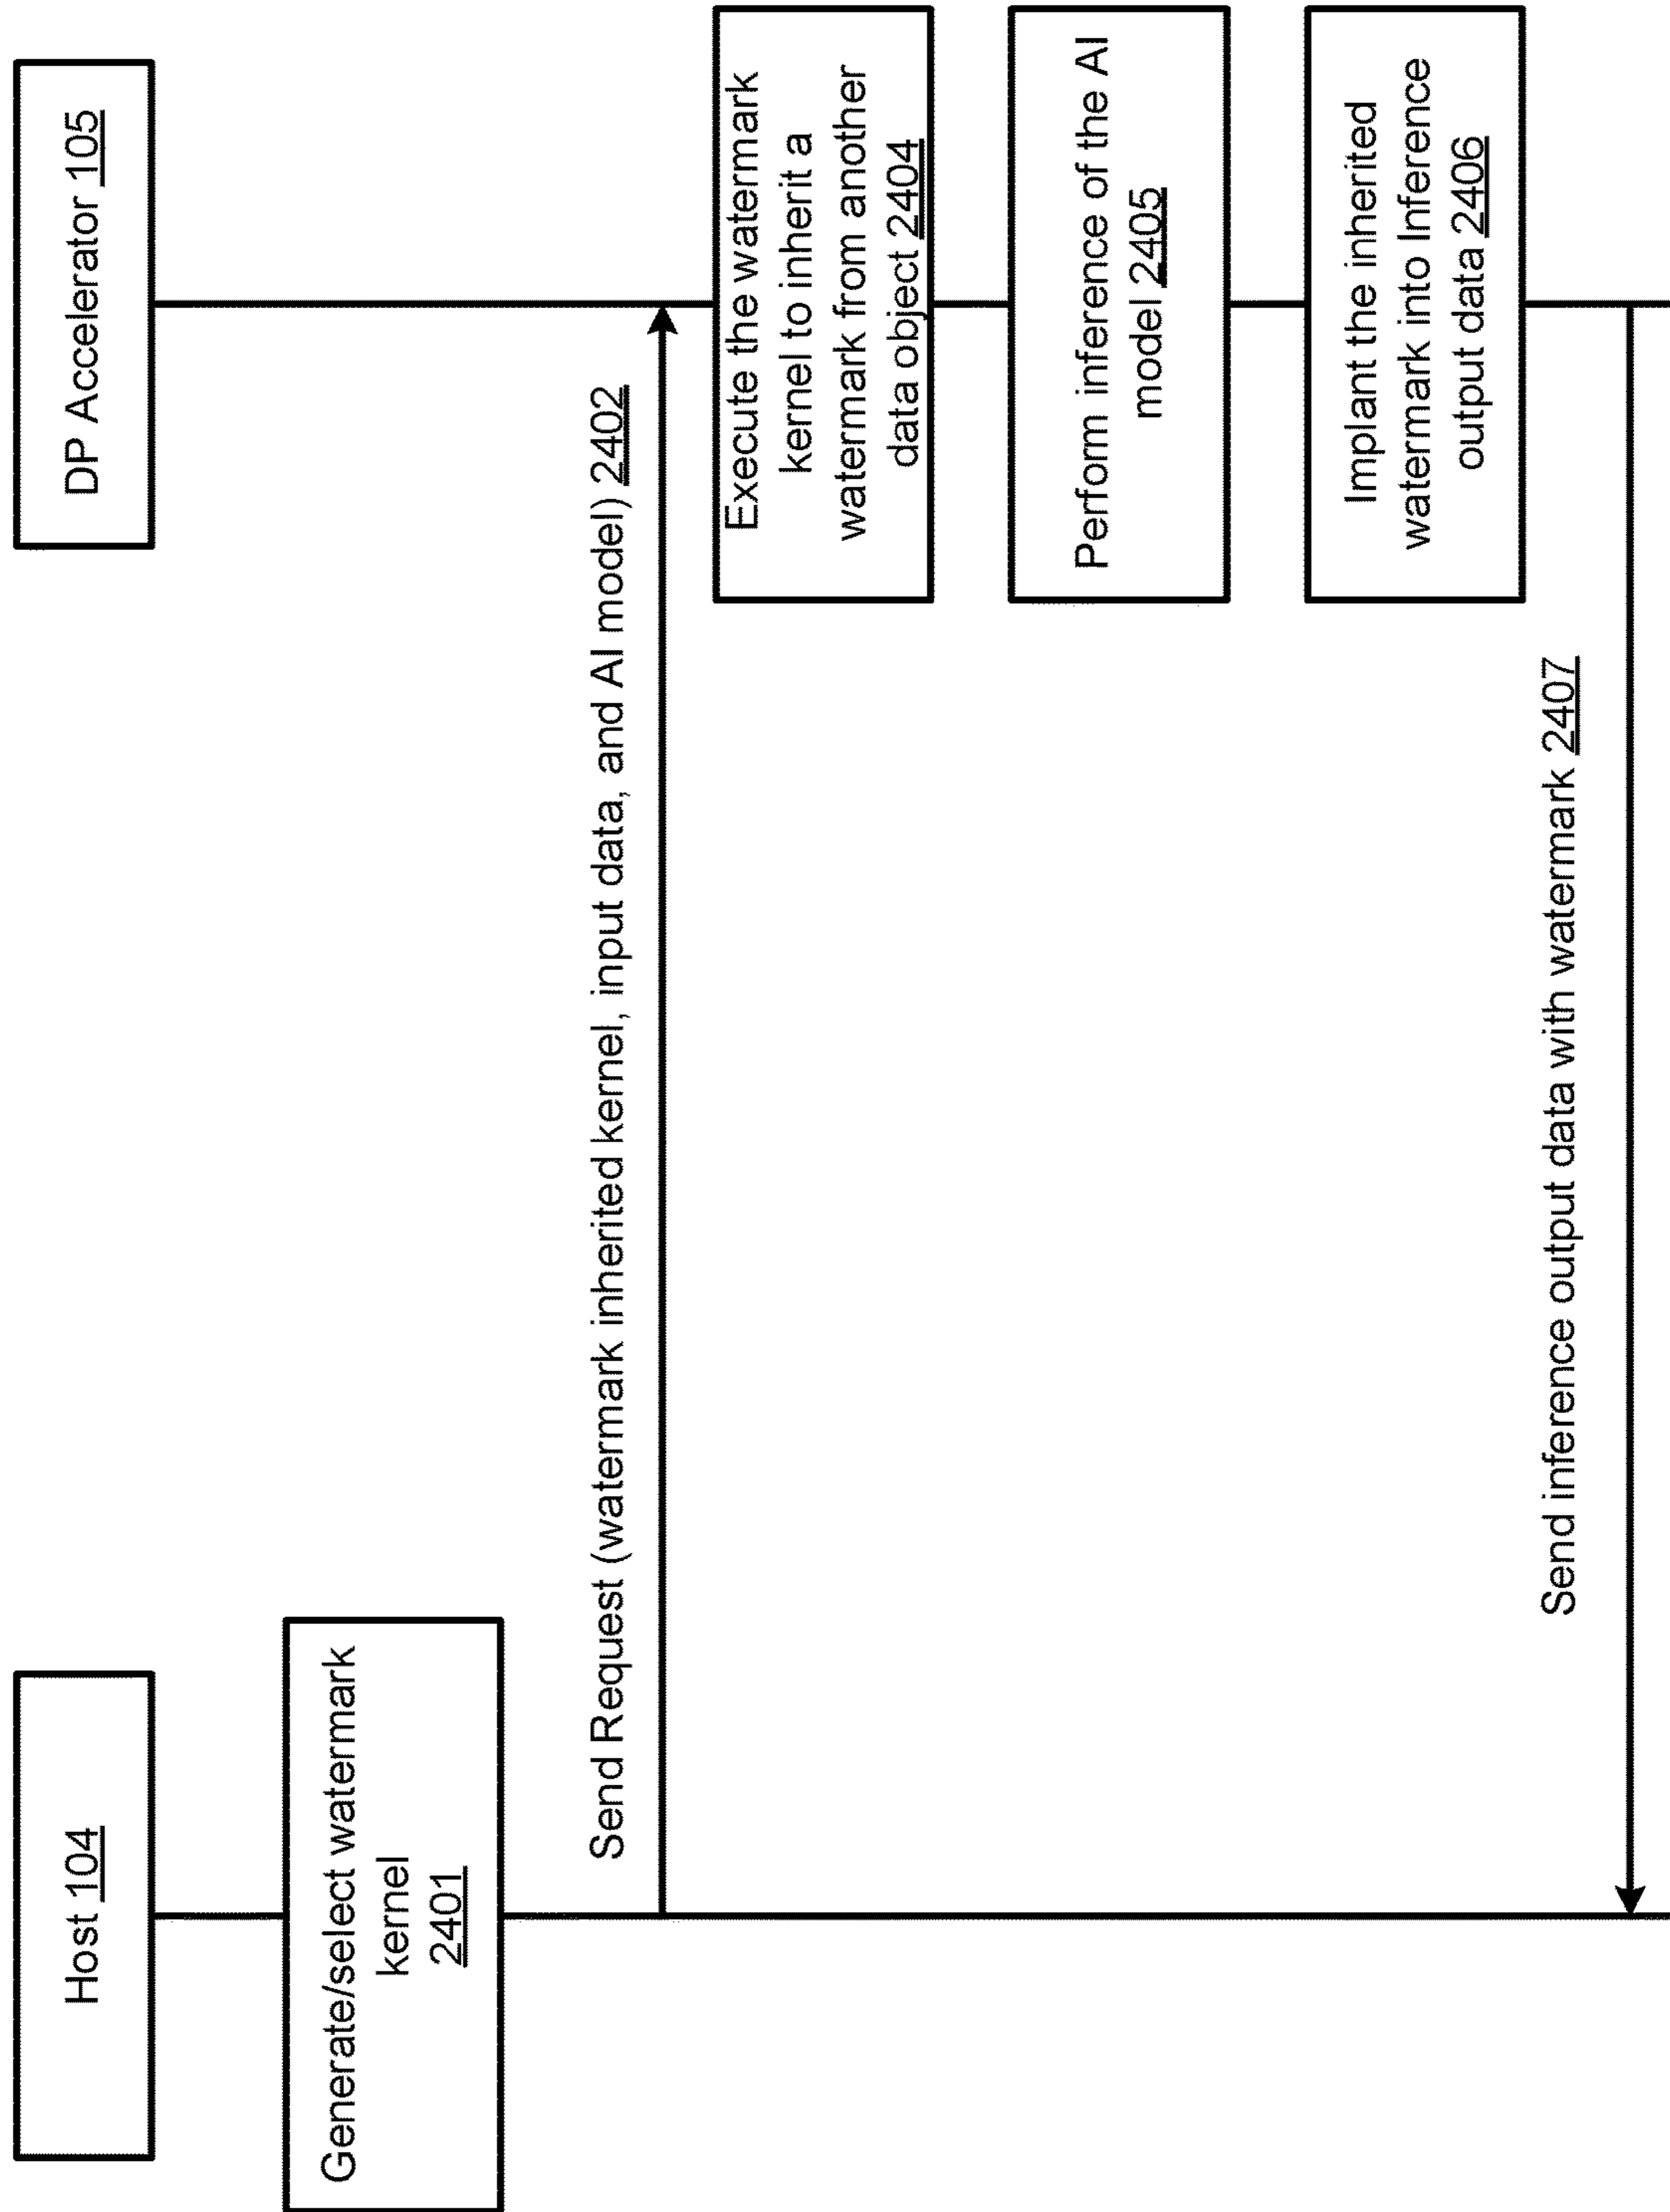 Host 104
DP Accelerator 105
Generate/select watermark
kernel
2401
Send Request (watermark inherited kernel, input data, and AI model) 2402
Execute the watermark
kernel to inherit a
watermark from another
data object 2404
Perform inference of the AI
model 2405
Implant the inherited
watermark into Inference
output data 2406
Send inference output data with watermark 2407